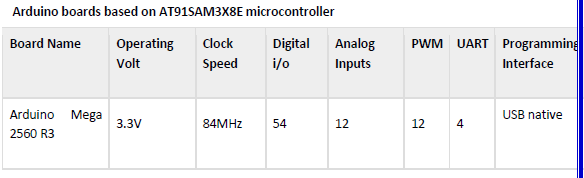 Arduino boards based on AT91SAM3X8E microcontroller
Board Name Operating Clock Digital Analog PWM UART Programming
Volt Speed i/o Inputs Interface
Arduino Mega 3.3V 84MHz 54 12 12 4 USB native
2560 R3